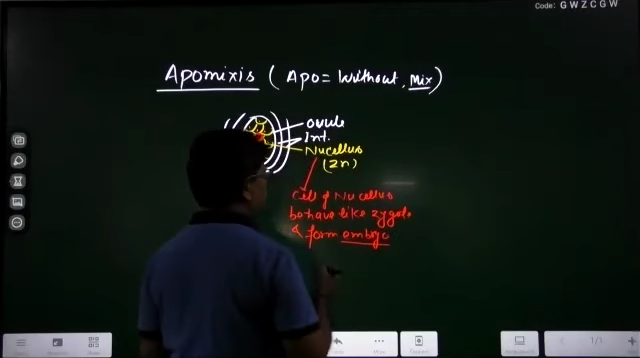 Code: GWZCGW
Apomixis (Apo = Without, Mix)
Ovule
Int.
Nucellus
(2n)
Cell of Nucellus
behave like zygote
& form embryo
1/1